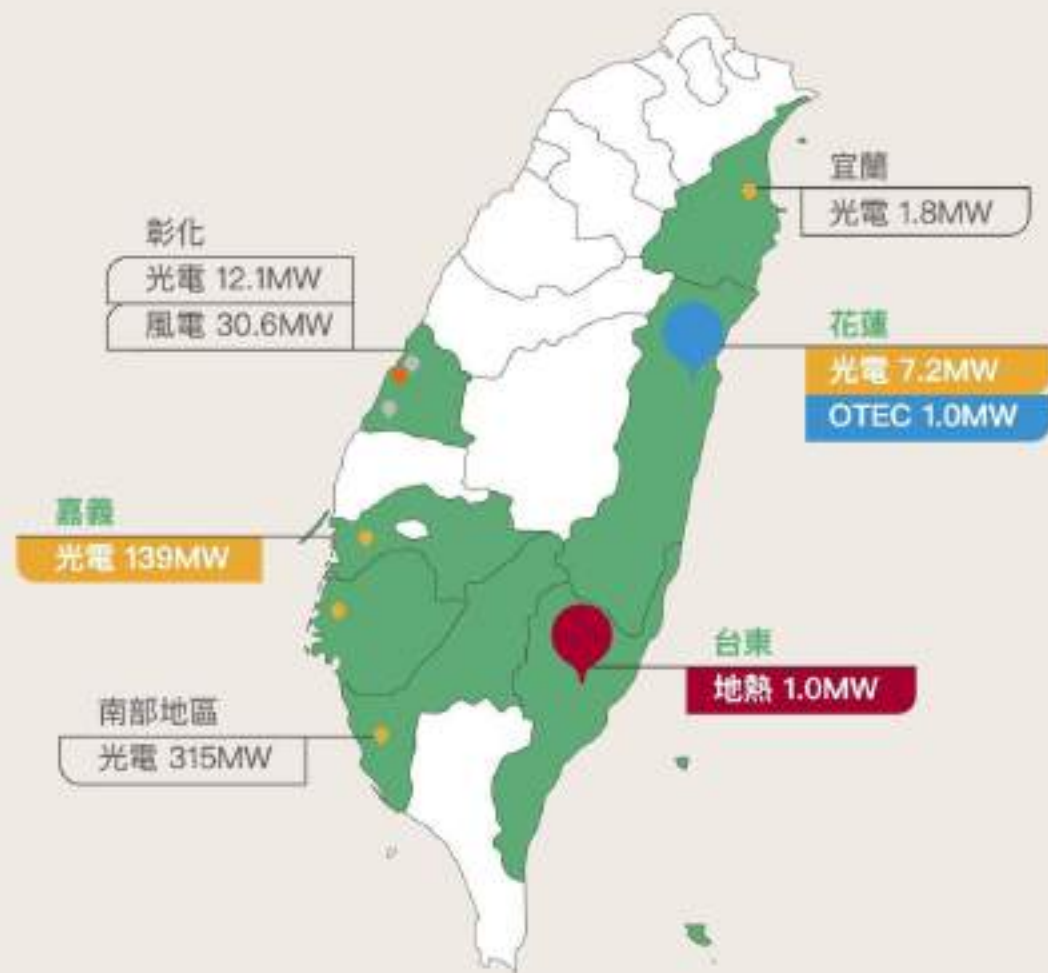 宜蘭
光電 1.8MW
彰化
光電 12.1MW
風電 30.6MW
花蓮
光電 7.2MW
OTEC 1.0MW
嘉義
光電 139MW
台東
地熱 1.0MW
南部地區
光電 315MW